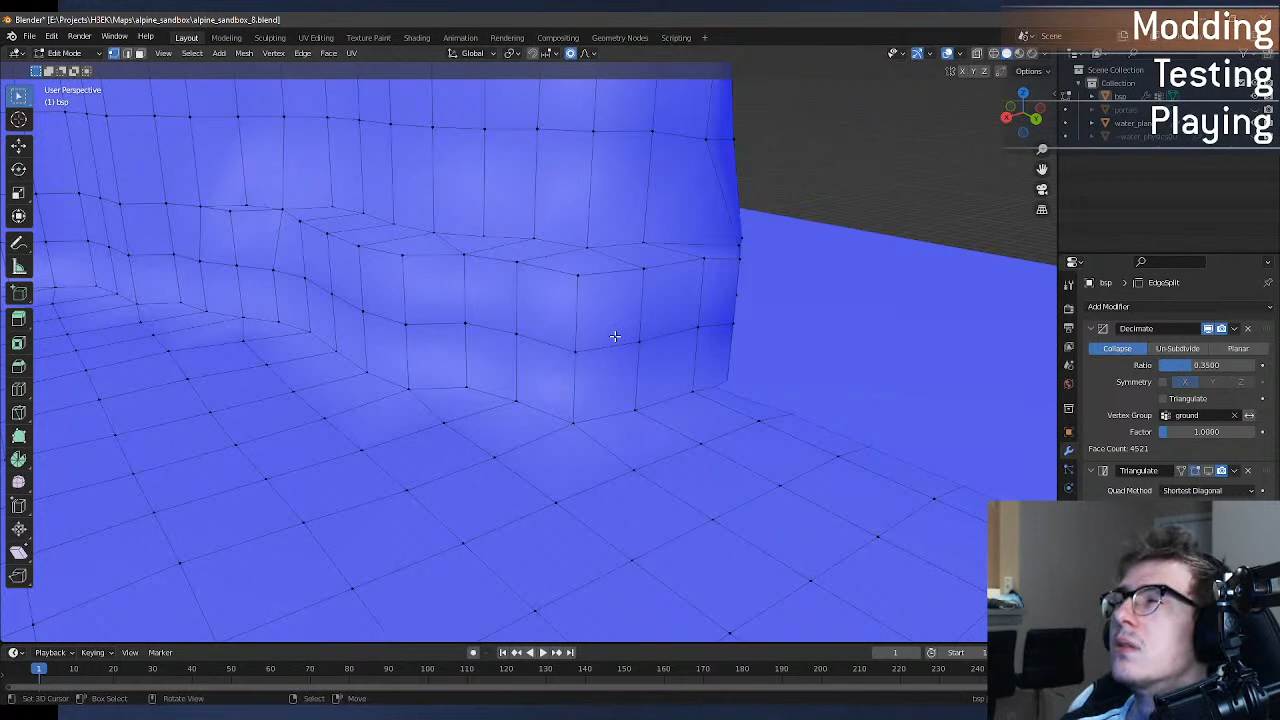 Blender* [E:\Projects\H3EK\Maps\alpine_sandbox\alpine_sandbox_8.blend]
File Edit Render Window Help Layout Modeling Sculpting UV Editing Texture Paint Shading Animation Rendering Compositing Geometry Nodes Scripting + Scene
Edit Mode View Select Add Mesh Vertex Edge Face UV Global
X Y Z Options
User Perspective
(1) bsp
Z
X
Y
Modding
Testing
Playing
Scene Collection
Collection
bsp
portals
bsp > EdgeSplit
Add Modifier
Decimate
Collapse Un-Subdivide Planar
Ratio 0.3500
Symmetry X Y Z
Triangulate
Vertex Group ground
Factor 1.0000
Face Count: 4521
Triangulate
Quad Method Shortest Diagonal
Playback Keying View Marker 1 Start
1 10 20 30 40 50 60 70 80 90 100 110 120 130 140 150 160 170 180 190 200 210 220 230
Set 3D Cursor Box Select Rotate View Select Move